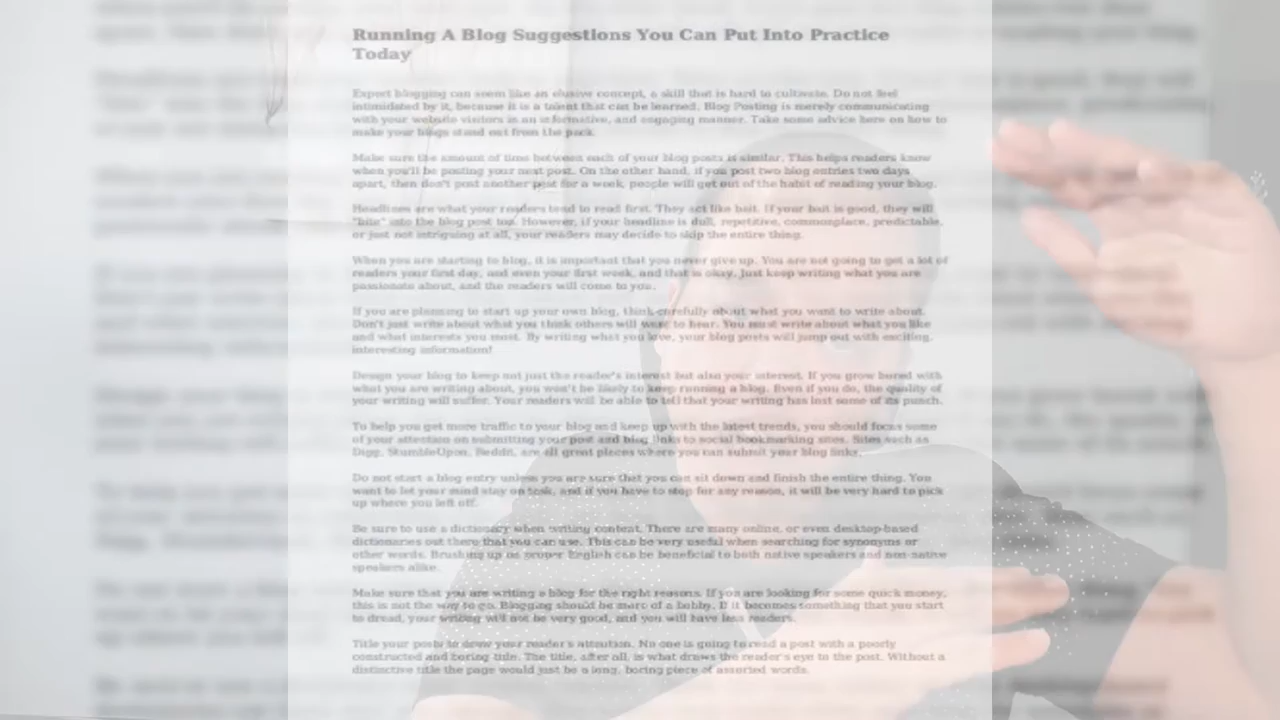 Running A Blog Suggestions You Can Put Into Practice
Today
Expert blogging can seem like an elusive concept, a skill that is hard to cultivate. Do not feel
intimidated by it, because it is a talent that can be learned. Blog Posting is merely communicating
with your website visitors in an informative, and engaging manner. Take some advice here on how to
make your blogs stand out from the pack.
Make sure the amount of time between each of your blog posts is similar. This helps readers know
when you'll be posting your next post. On the other hand, if you post two blog entries two days
apart, then don't post another post for a week, people will get out of the habit of reading your blog.
Headlines are what your readers tend to read first. They act like bait. If your bait is good, they will
"bite" into the blog post too. However, if your headline is dull, repetitive, commonplace, predictable,
or just not intriguing at all, your readers may decide to skip the entire thing.
When you are starting to blog, it is important that you never give up. You are not going to get a lot of
readers your first day, and even your first week, and that is okay. Just keep writing what you are
passionate about, and the readers will come to you.
If you are planning to start up your own blog, think carefully about what you want to write about.
Don't just write about what you think others will want to hear. You must write about what you like
and what interests you most. By writing what you love, your blog posts will jump out with exciting,
interesting information!
Design your blog to keep not just the reader's interest but also your interest. If you grow bored with
what you are writing about, you won't be likely to keep running a blog. Even if you do, the quality of
your writing will suffer. Your readers will be able to tell that your writing has lost some of its punch.
To help you get more traffic to your blog and keep up with the latest trends, you should focus some
of your attention on submitting your post and blog links to social bookmarking sites. Sites such as
Digg, StumbleUpon, Reddit, are all great places where you can submit your blog links.
Do not start a blog entry unless you are sure that you can sit down and finish the entire thing. You
want to let your mind stay on task, and if you have to stop for any reason, it will be very hard to pick
up where you left off.
Be sure to use a dictionary when writing content. There are many online, or even desktop-based
dictionaries out there that you can use. This can be very useful when searching for synonyms or
other words. Brushing up on proper English can be beneficial to both native speakers and non-native
speakers alike.
Make sure that you are writing a blog for the right reasons. If you are looking for some quick money,
this is not the way to go. Blogging should be more of a hobby. If it becomes something that you start
to dread, your writing will not be very good, and you will have less readers.
Title your posts to draw your reader's attention. No one is going to read a post with a poorly
constructed and boring title. The title, after all, is what draws the reader's eye to the post. Without a
distinctive title the page would just be a long, boring piece of assorted words.